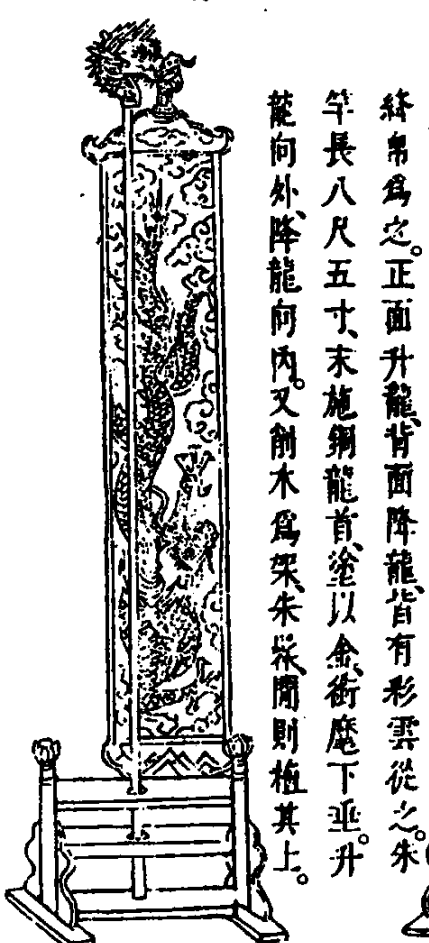 絳帛爲之。正面升龍、背面降龍、皆有彩雲從之。朱
竿長八尺五寸、末施銅龍首、塗以金、銜麾下垂。升
龍向外、降龍向內。又削木爲架、朱漆、閒則植其上。